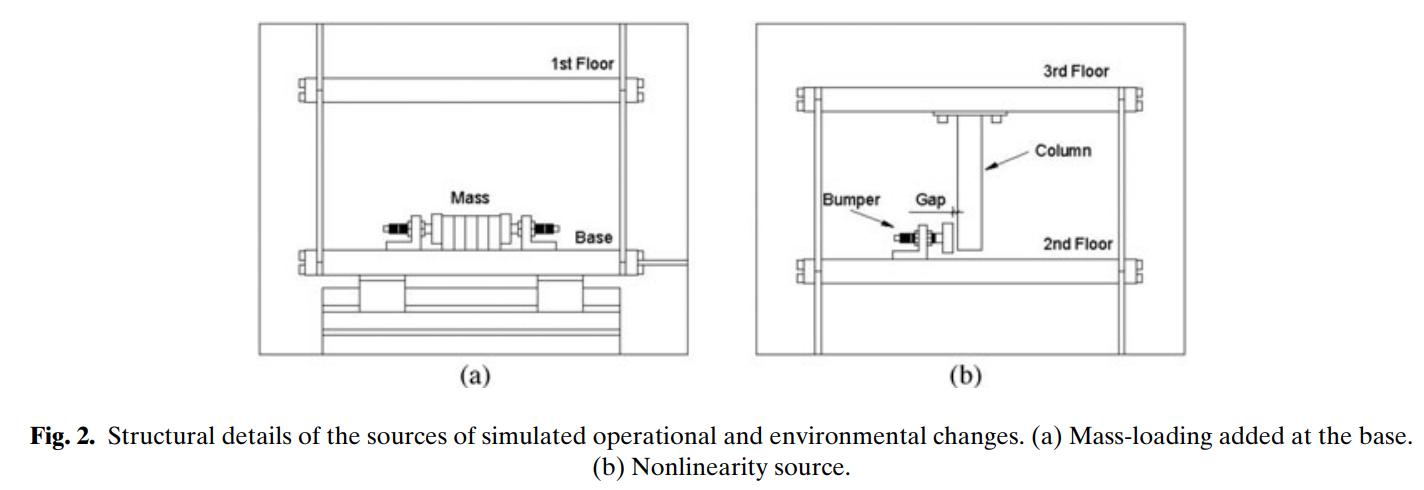 1st Floor
Mass
Base
(a)
3rd Floor
Column
Bumper Gap
2nd Floor
(b)
Fig. 2. Structural details of the sources of simulated operational and environmental changes. (a) Mass-loading added at the base.
(b) Nonlinearity source.